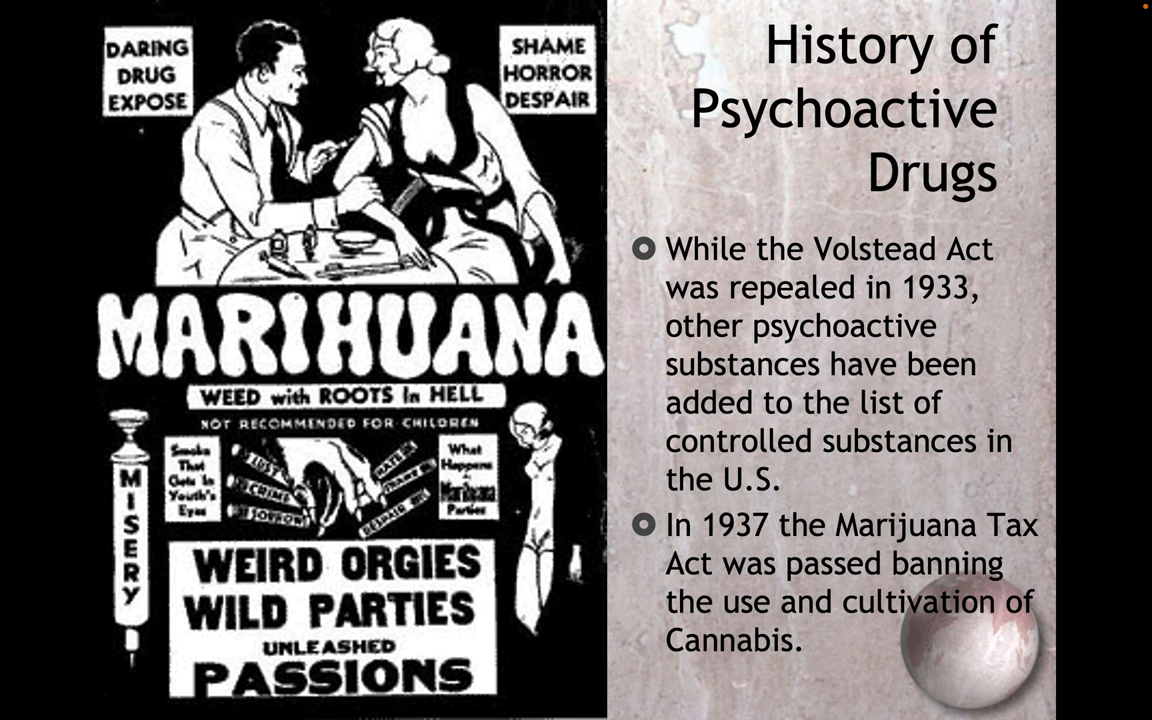 DARING
DRUG
EXPOSE
SHAME
HORROR
DESPAIR
MARIHUANA
WEED with ROOTS in HELL
NOT RECOMMENDED FOR CHILDREN
MISERY
Smoke
That
Gets In
Youth's
Eyes
LUST
CRIME
SORROW
HATE
SHAME
DESPAIR
What
Happens
at
Marihuana
Parties
WEIRD ORGIES
WILD PARTIES
UNLEASHED
PASSIONS
History of
Psychoactive
Drugs
While the Volstead Act
was repealed in 1933,
other psychoactive
substances have been
added to the list of
controlled substances in
the U.S.
In 1937 the Marijuana Tax
Act was passed banning
the use and cultivation of
Cannabis.